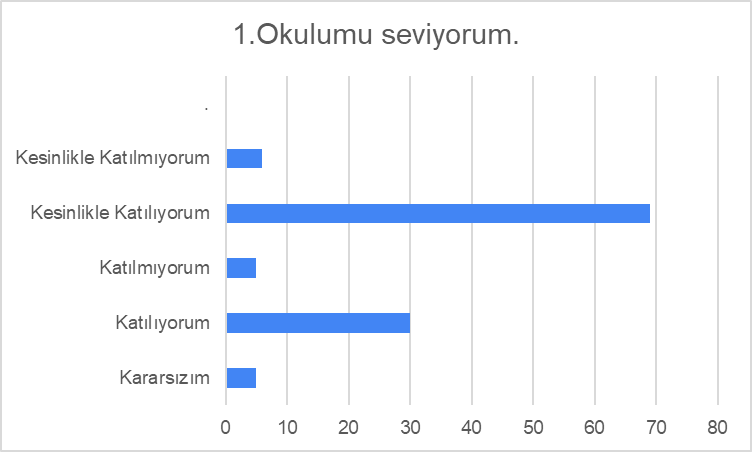 1.Okulumu seviyorum.
.
Kesinlikle Katılmıyorum
Kesinlikle Katılıyorum
Katılmıyorum
Katılıyorum
Kararsızım
0 10 20 30 40 50 60 70 80